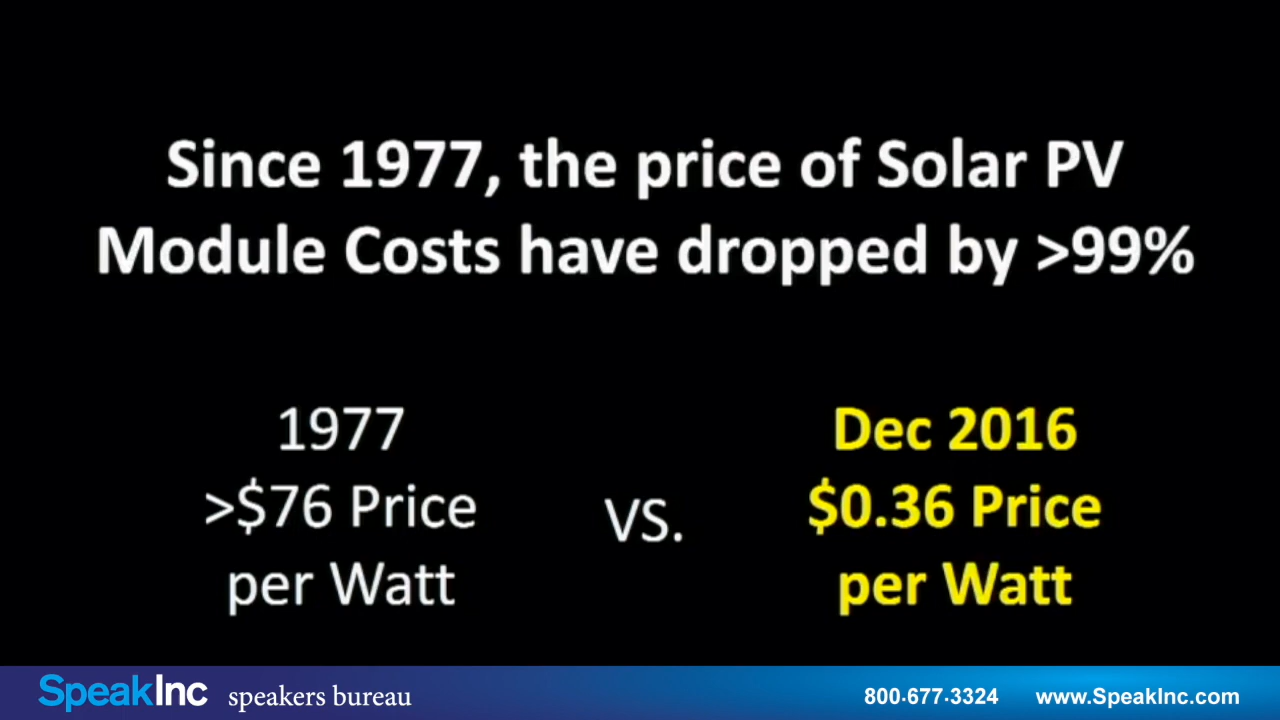 Since 1977, the price of Solar PV
Module Costs have dropped by >99%
1977
>$76 Price
per Watt
VS.
Dec 2016
$0.36 Price
per Watt
SpeakInc speakers bureau
800-677-3324 www.SpeakInc.com